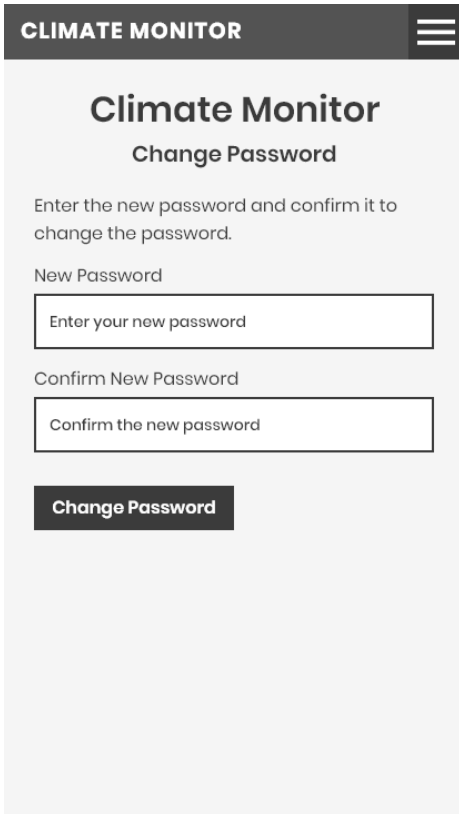 CLIMATE MONITOR
Climate Monitor
Change Password
Enter the new password and confirm it to
change the password.
New Password
Enter your new password
Confirm New Password
Confirm the new password
Change Password